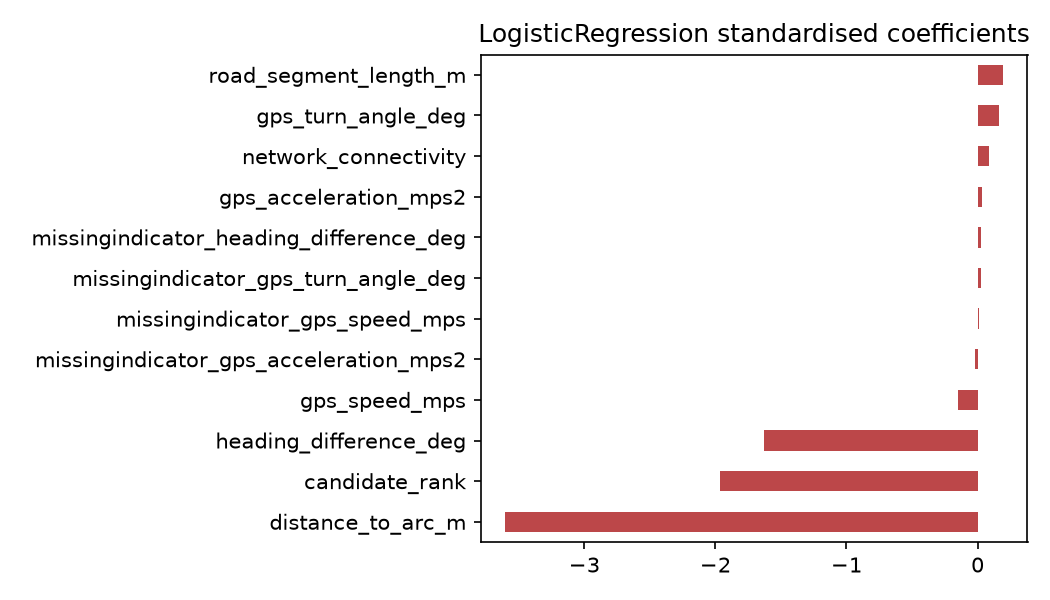 LogisticRegression standardised coefficients
road_segment_length_m
gps_turn_angle_deg
network_connectivity
gps_acceleration_mps2
missingindicator_heading_difference_deg
missingindicator_gps_turn_angle_deg
missingindicator_gps_speed_mps
missingindicator_gps_acceleration_mps2
gps_speed_mps
heading_difference_deg
candidate_rank
distance_to_arc_m
−3 −2 −1 0